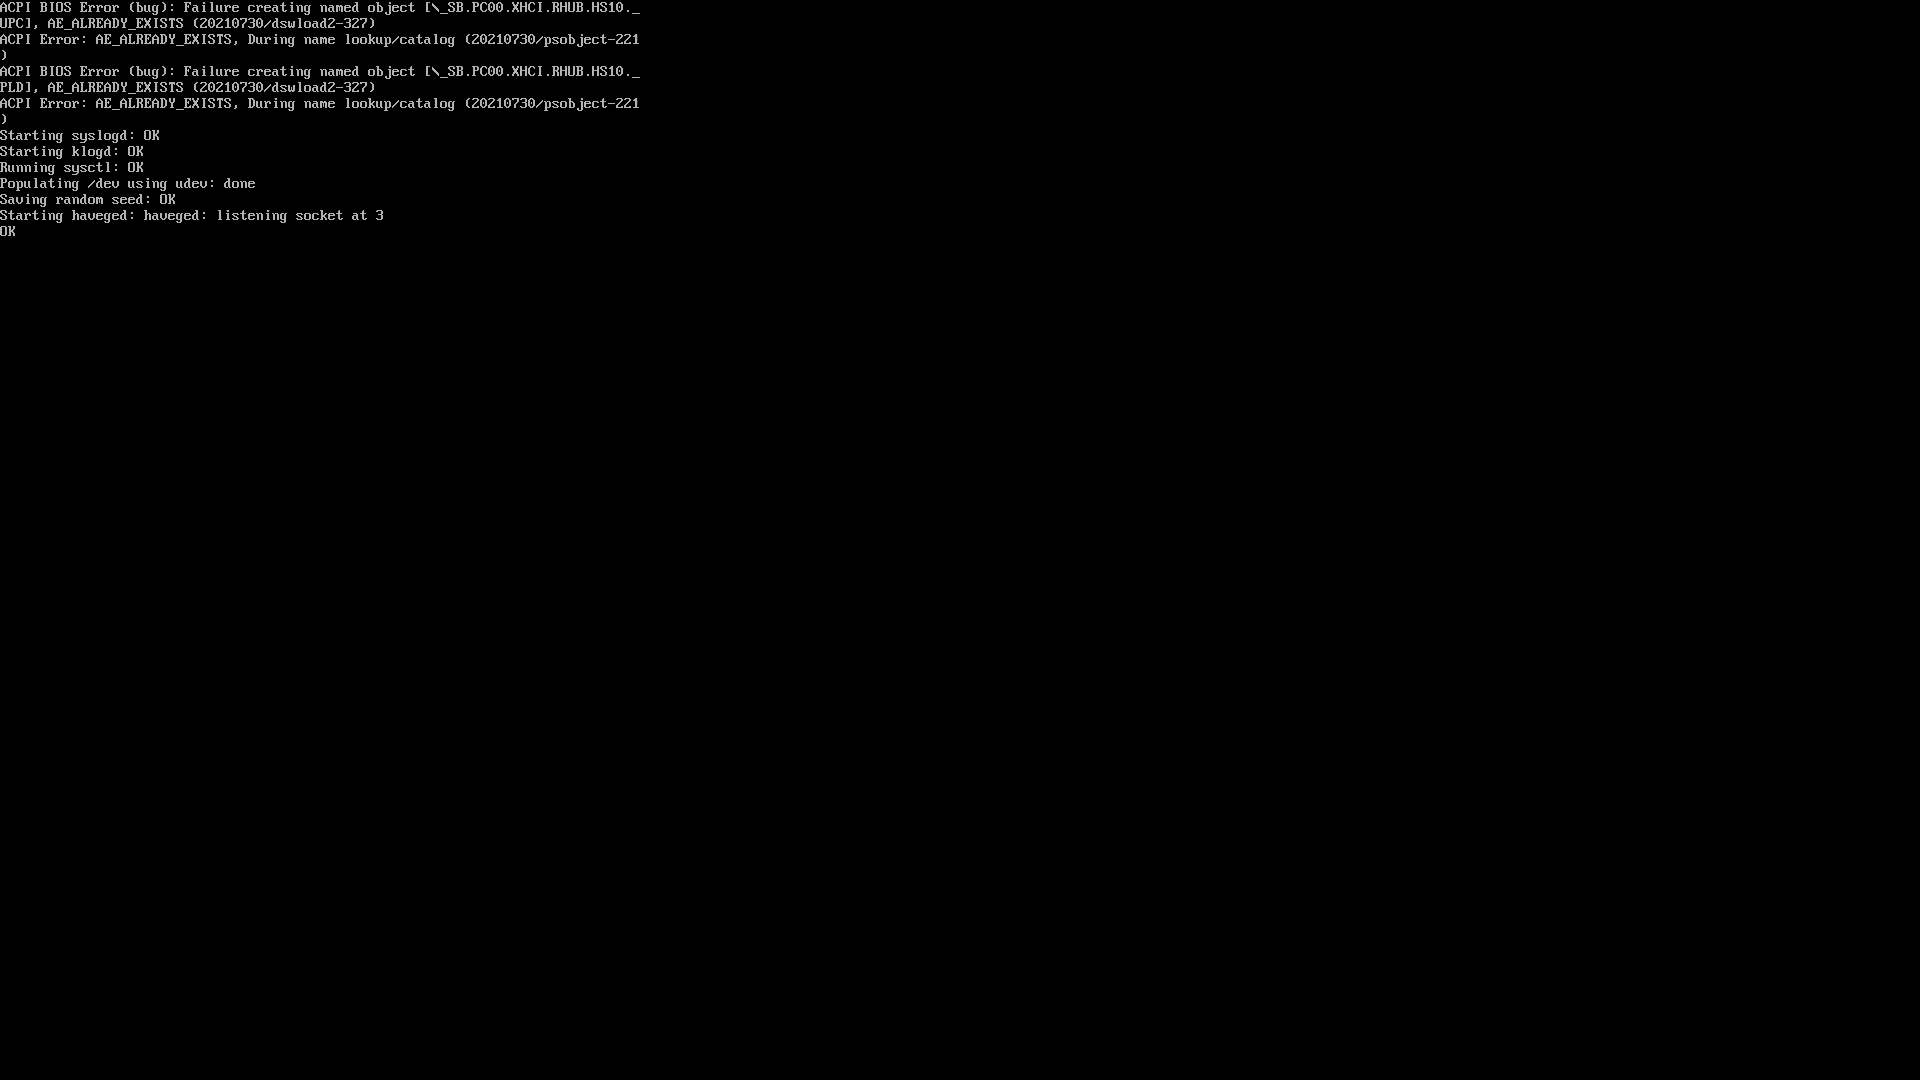 ACPI BIOS Error (bug): Failure creating named object [\_SB.PC00.XHCI.RHUB.HS10._
UPC], AE_ALREADY_EXISTS (20210730/dswload2-327)
ACPI Error: AE_ALREADY_EXISTS, During name lookup/catalog (20210730/psobject-221
)
ACPI BIOS Error (bug): Failure creating named object [\_SB.PC00.XHCI.RHUB.HS10._
PLD], AE_ALREADY_EXISTS (20210730/dswload2-327)
ACPI Error: AE_ALREADY_EXISTS, During name lookup/catalog (20210730/psobject-221
)
Starting syslogd: OK
Starting klogd: OK
Running sysctl: OK
Populating /dev using udev: done
Saving random seed: OK
Starting haveged: haveged: listening socket at 3
OK